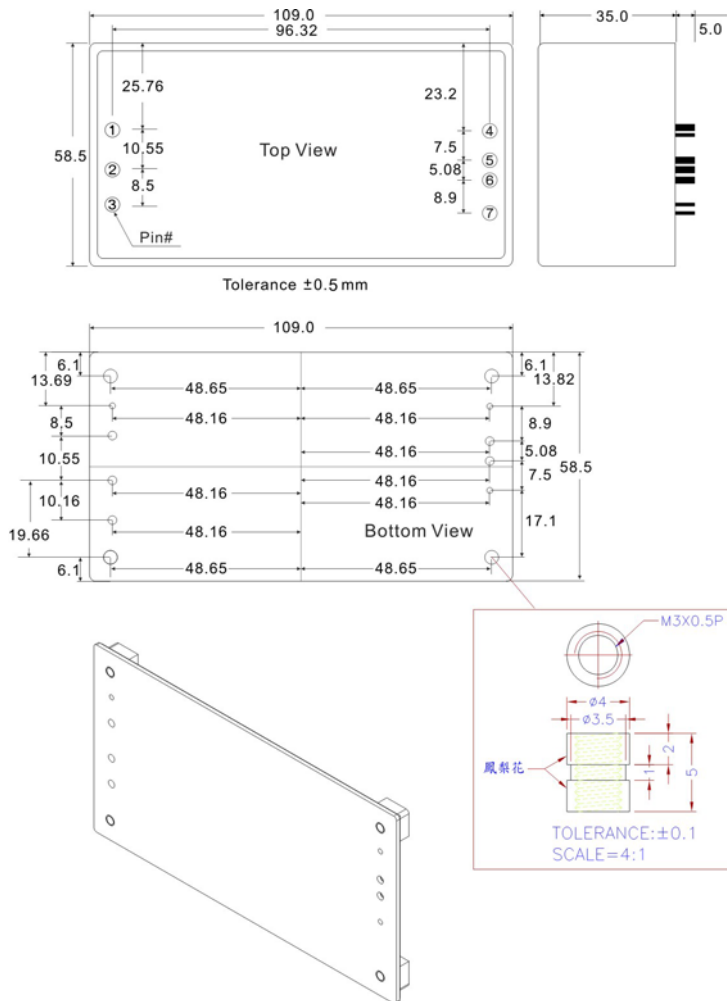 109.0
96.32
35.0
5.0
25.76
23.2
① ④
10.55
7.5
58.5
Top View
② ⑤
5.08
8.5
⑥
8.9
③ ⑦
Pin#
Tolerance ±0.5 mm
109.0
6.1 6.1
13.69 13.82
48.65 48.65
48.16 48.16
8.5 8.9
48.16
5.08
10.55 58.5
48.16 48.16
7.5
10.16 48.16
19.66 17.1
48.16 Bottom View
6.1 48.65 48.65
M3X0.5P
ø4
ø3.5
2
鳳梨花
1
5
TOLERANCE:±0.1
SCALE=4:1